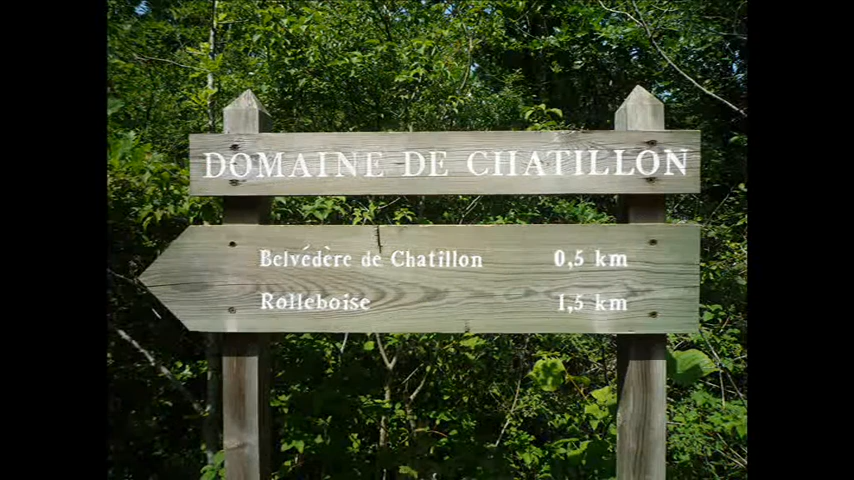 DOMAINE DE CHATILLON
Belvédère de Chatillon 0,5 km
Rolleboise 1,5 km